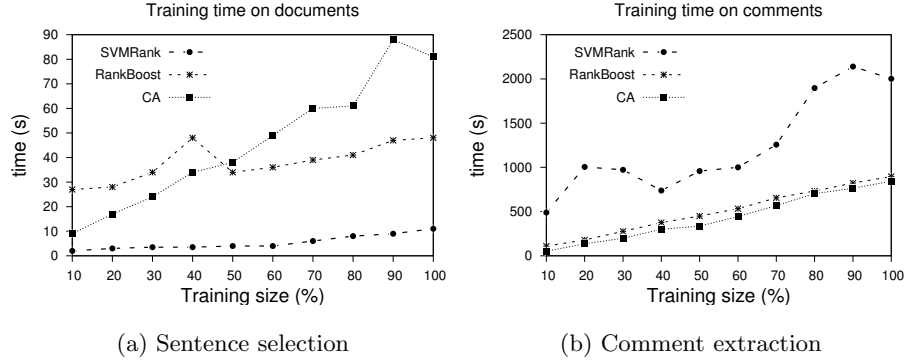 Training time on documents
90
80
70
60
50
40
30
20
10
0
time (s)
SVMRank
RankBoost
CA
10 20 30 40 50 60 70 80 90 100
Training size (%)
(a) Sentence selection
Training time on comments
2500
2000
1500
1000
500
0
time (s)
SVMRank
RankBoost
CA
10 20 30 40 50 60 70 80 90 100
Training size (%)
(b) Comment extraction